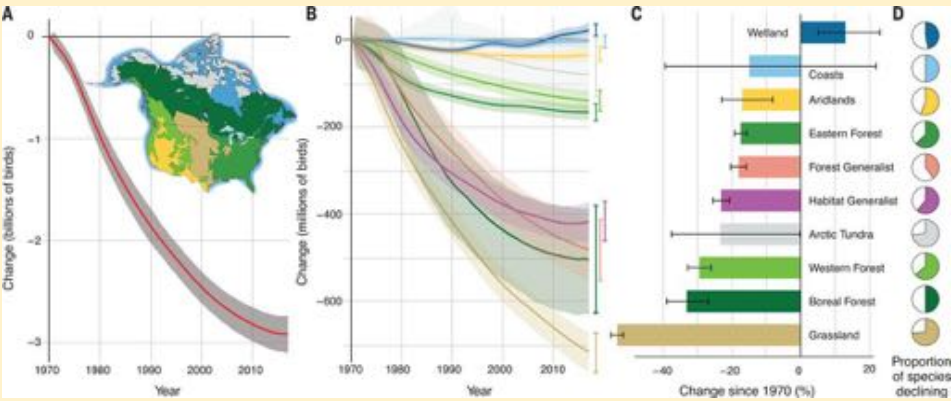 A
B
C
D
Change (billions of birds)
0
−1
−2
−3
1970 1980 1990 2000 2010
Year
Change (millions of birds)
0
−200
−400
−600
1970 1980 1990 2000 2010
Year
Wetland
Coasts
Aridlands
Eastern Forest
Forest Generalist
Habitat Generalist
Arctic Tundra
Western Forest
Boreal Forest
Grassland
−40 −20 0 20
Change since 1970 (%)
Proportion
of species
declining